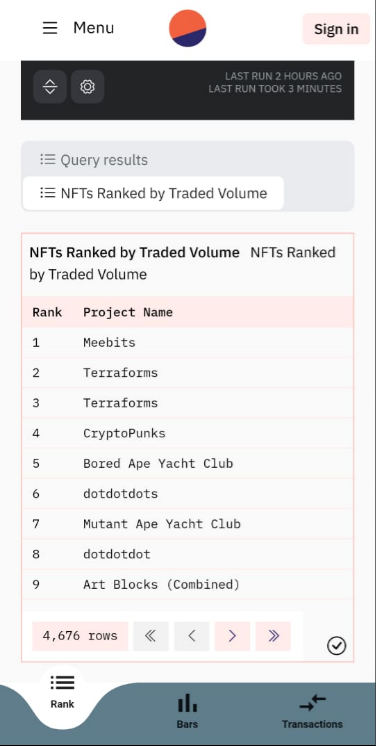 Menu
Sign in
LAST RUN 2 HOURS AGO
LAST RUN TOOK 3 MINUTES
Query results
NFTs Ranked by Traded Volume
NFTs Ranked by Traded Volume NFTs Ranked
by Traded Volume
Rank Project Name
1 Meebits
2 Terraforms
3 Terraforms
4 CryptoPunks
5 Bored Ape Yacht Club
6 dotdotdots
7 Mutant Ape Yacht Club
8 dotdotdot
9 Art Blocks (Combined)
4,676 rows
Rank
Bars
Transactions